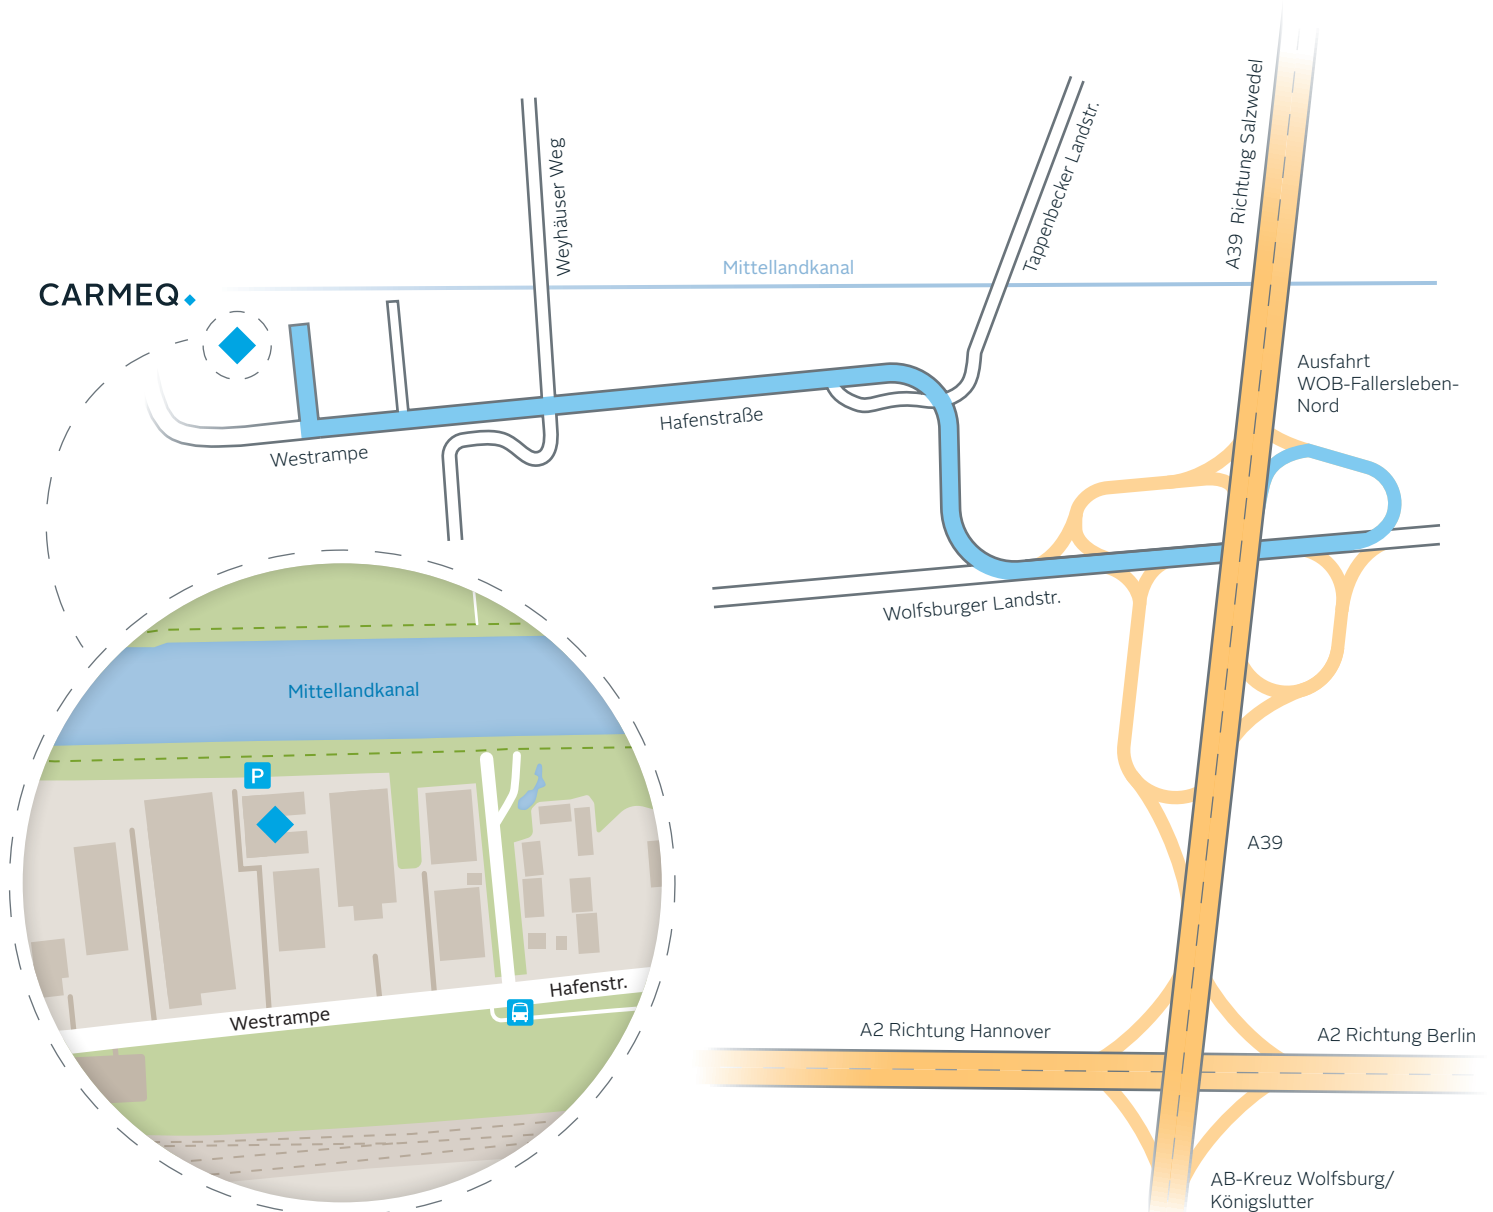 A39 Richtung Salzwedel
Tappenbecker Landstr.
Weyhäuser Weg
Mittellandkanal
CARMEQ
Ausfahrt
WOB-Fallersleben-
Nord
Hafenstraße
Westrampe
Wolfsburger Landstr.
Mittellandkanal
P
A39
Hafenstr.
Westrampe
A2 Richtung Hannover
A2 Richtung Berlin
AB-Kreuz Wolfsburg/
Königslutter